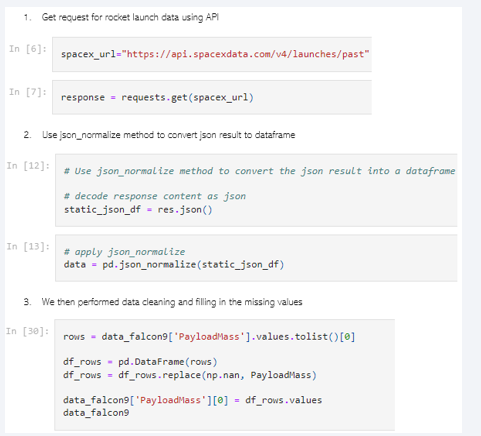 1. Get request for rocket launch data using API
In [6]: spacex_url="https://api.spacexdata.com/v4/launches/past"
In [7]: response = requests.get(spacex_url)
2. Use json_normalize method to convert json result to dataframe
In [12]: # Use json_normalize method to convert the json result into a dataframe
# decode response content as json
static_json_df = res.json()
In [13]: # apply json_normalize
data = pd.json_normalize(static_json_df)
3. We then performed data cleaning and filling in the missing values
In [30]: rows = data_falcon9['PayloadMass'].values.tolist()[0]
df_rows = pd.DataFrame(rows)
df_rows = df_rows.replace(np.nan, PayloadMass)
data_falcon9['PayloadMass'][0] = df_rows.values
data_falcon9